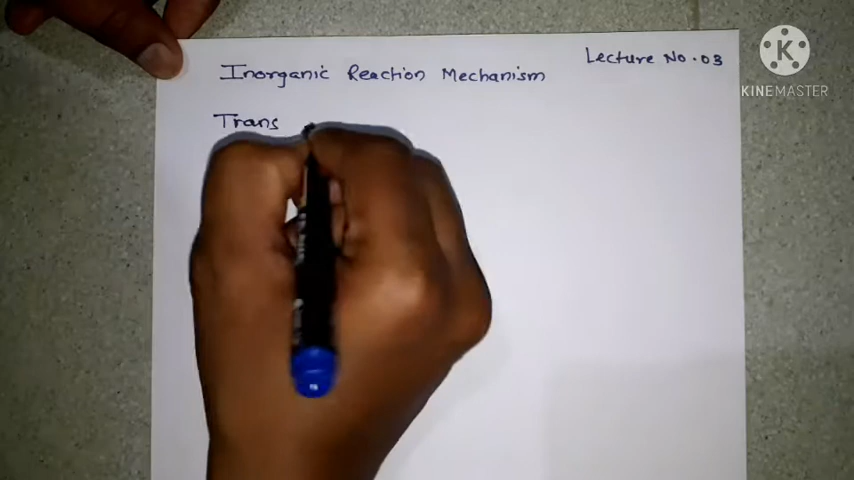 Inorganic Reaction Mechanism Lecture No. 03
Trans
K
KINEMASTER